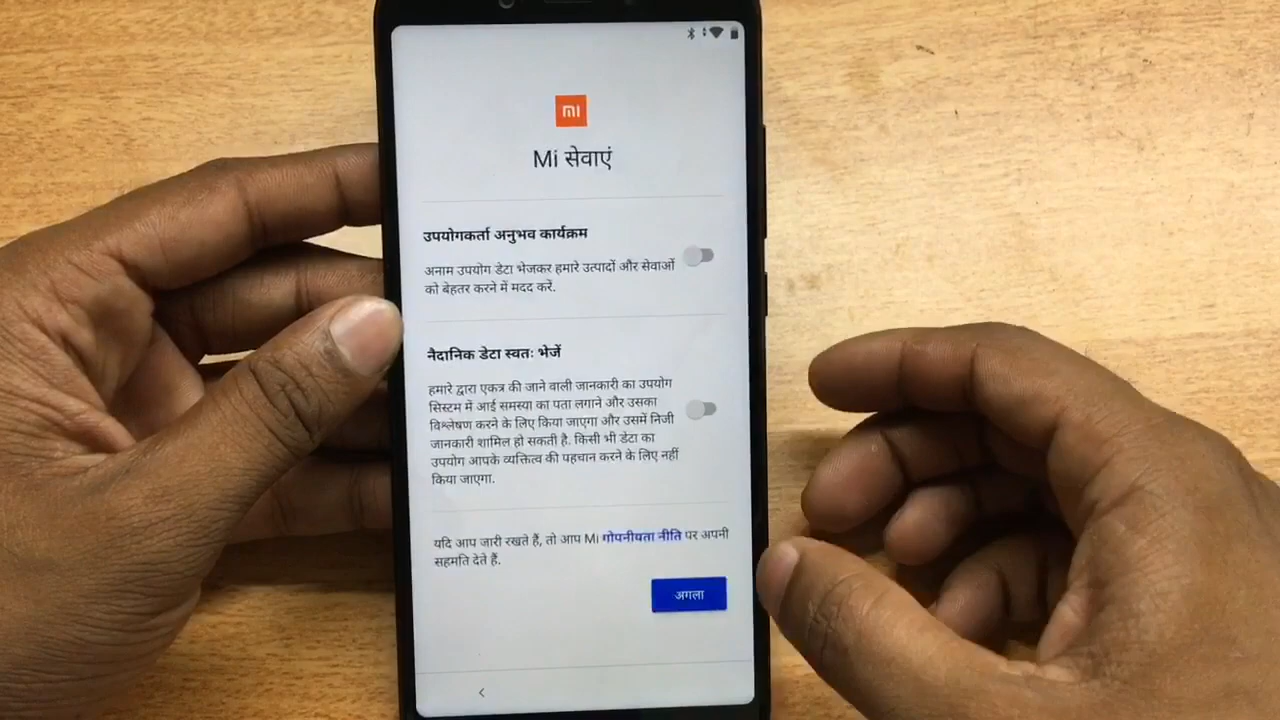 mi
Mi सेवाएं
उपयोगकर्ता अनुभव कार्यक्रम
अनाम उपयोग डेटा भेजकर हमारे उत्पादों और सेवाओं
को बेहतर करने में मदद करें.
नैदानिक डेटा स्वतः भेजें
हमारे द्वारा एकत्र की जाने वाली जानकारी का उपयोग
सिस्टम में आई समस्या का पता लगाने और उसका
विश्लेषण करने के लिए किया जाएगा और उसमें निजी
जानकारी शामिल हो सकती है. किसी भी डेटा का
उपयोग आपके व्यक्तित्व की पहचान करने के लिए नहीं
किया जाएगा.
यदि आप जारी रखते हैं, तो आप Mi गोपनीयता नीति पर अपनी
सहमति देते हैं.
अगला